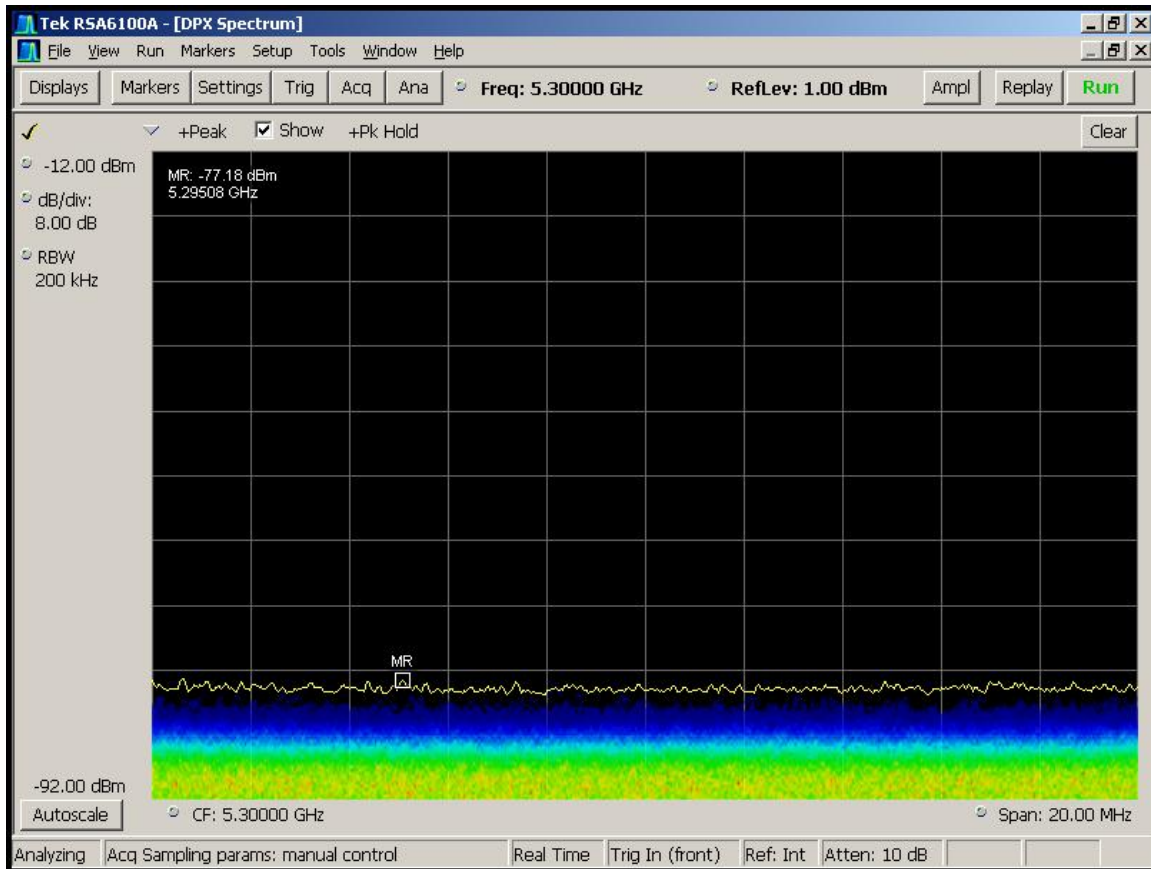 Tek RSA6100A - [DPX Spectrum]
File View Run Markers Setup Tools Window Help
Displays Markers Settings Trig Acq Ana Freq: 5.30000 GHz RefLev: 1.00 dBm Ampl Replay Run
+Peak Show +Pk Hold Clear
-12.00 dBm
dB/div:
8.00 dB
RBW
200 kHz
MR: -77.18 dBm
5.29508 GHz
MR
-92.00 dBm
Autoscale CF: 5.30000 GHz Span: 20.00 MHz
Analyzing Acq Sampling params: manual control Real Time Trig In (front) Ref: Int Atten: 10 dB